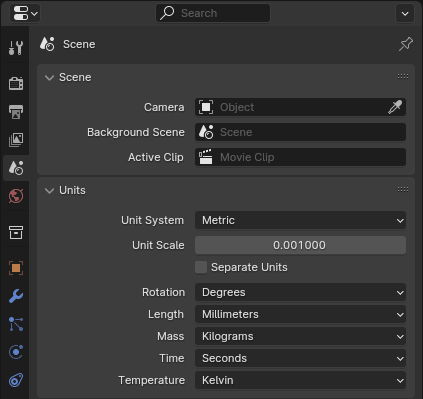 Search
Scene
Scene
Camera Object
Background Scene Scene
Active Clip Movie Clip
Units
Unit System Metric
Unit Scale 0.001000
Separate Units
Rotation Degrees
Length Millimeters
Mass Kilograms
Time Seconds
Temperature Kelvin